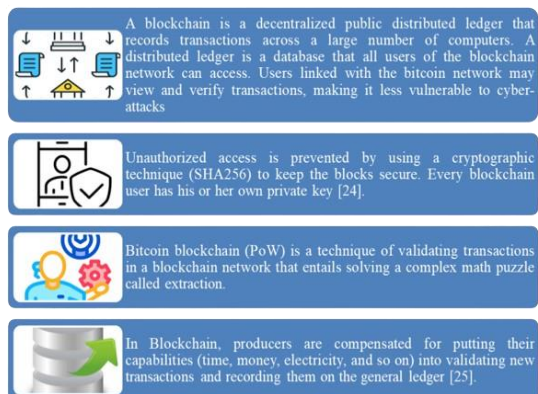 A blockchain is a decentralized public distributed ledger that
records transactions across a large number of computers. A
distributed ledger is a database that all users of the blockchain
network can access. Users linked with the bitcoin network may
view and verify transactions, making it less vulnerable to cyber-
attacks
Unauthorized access is prevented by using a cryptographic
technique (SHA256) to keep the blocks secure. Every blockchain
user has his or her own private key [24].
Bitcoin blockchain (PoW) is a technique of validating transactions
in a blockchain network that entails solving a complex math puzzle
called extraction.
In Blockchain, producers are compensated for putting their
capabilities (time, money, electricity, and so on) into validating new
transactions and recording them on the general ledger [25].